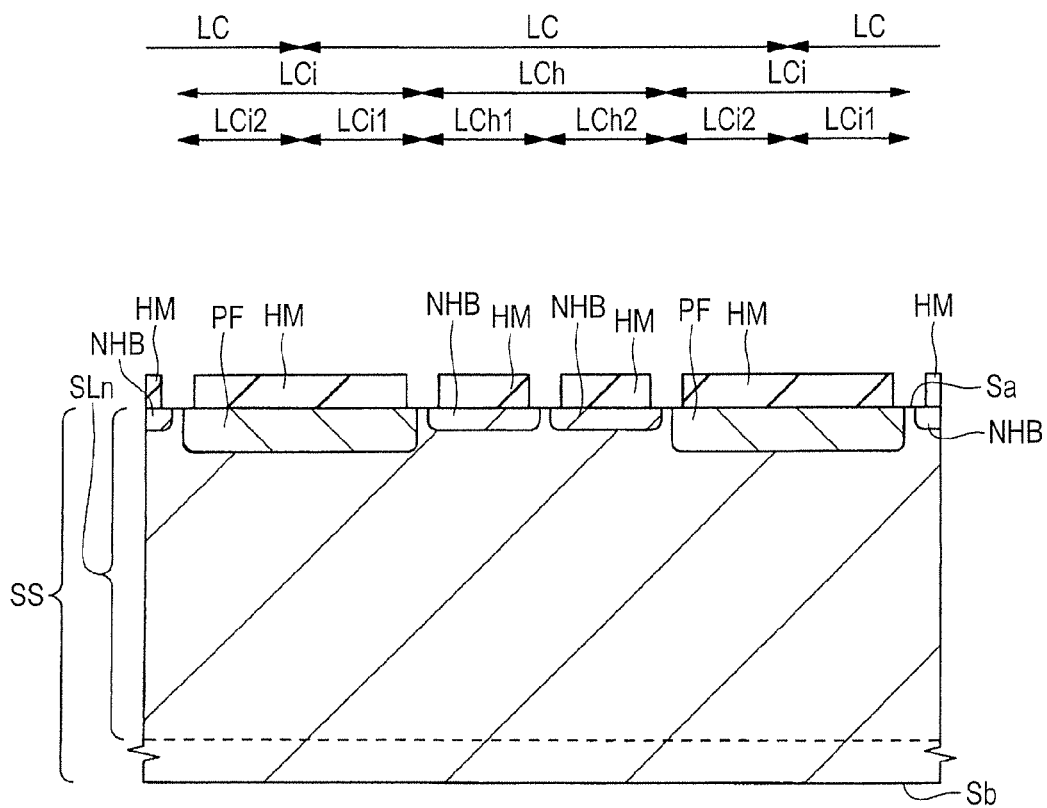 LC LC LC
LCi LCh LCi
LCi2 LCi1 LCh1 LCh2 LCi2 LCi1
HM PF HM NHB HM NHB HM PF HM HM
NHB
SLn Sa
NHB
SS
Sb